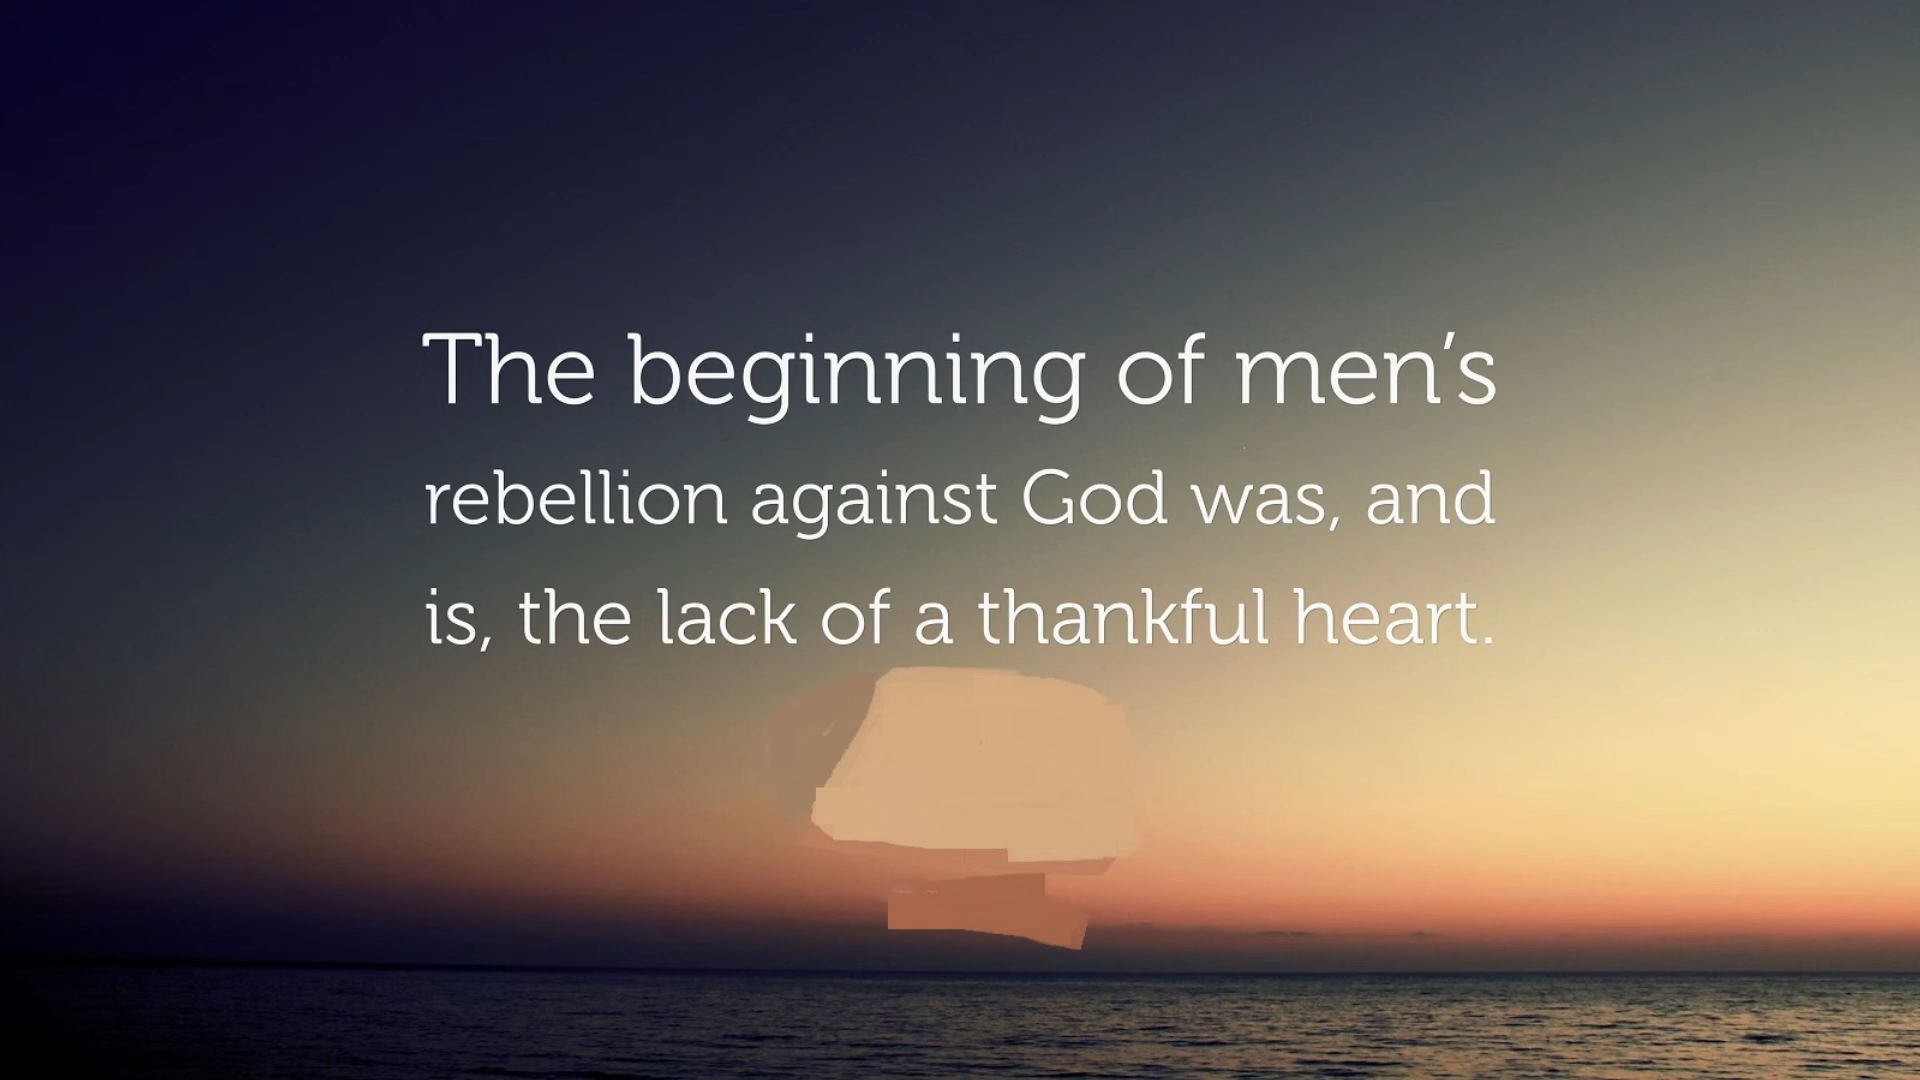 The beginning of men’s
rebellion against God was, and
is, the lack of a thankful heart.